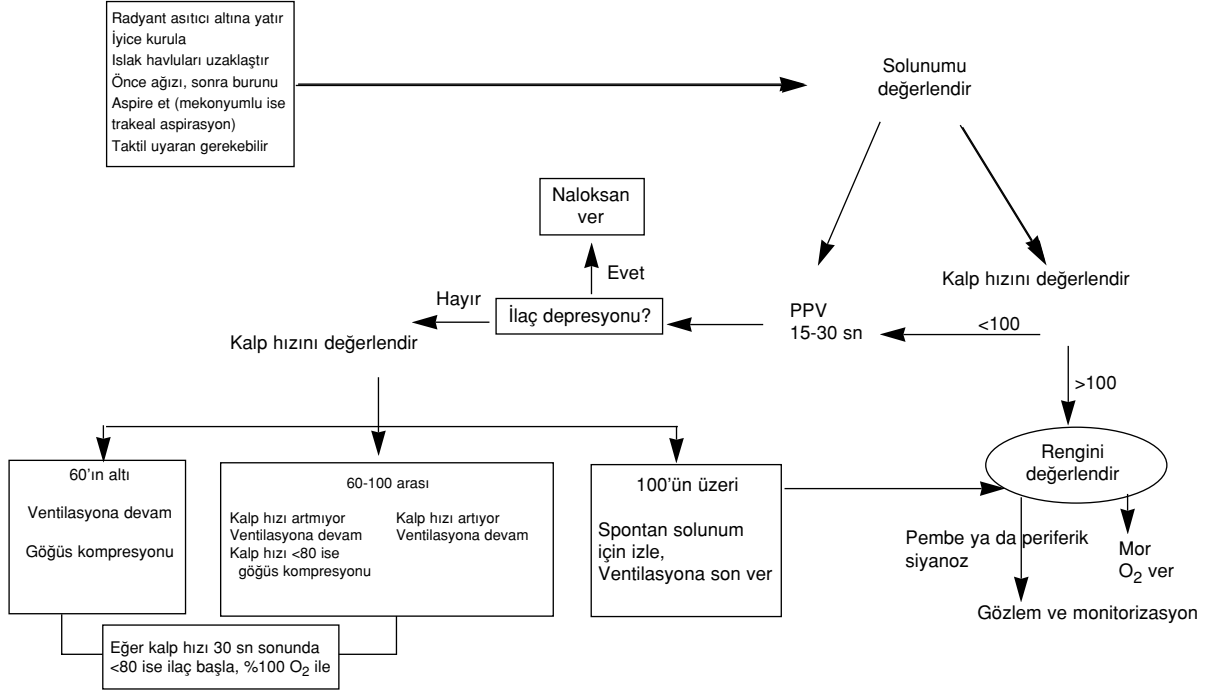 Radyant asıtıcı altına yatır
İyice kurula
Islak havluları uzaklaştır
Önce ağızı, sonra burunu
Aspire et (mekonyumlu ise
trakeal aspirasyon)
Taktil uyaran gerekebilir
Solunumu
değerlendir
Naloksan
ver
Evet
Kalp hızını değerlendir
Hayır
İlaç depresyonu?
PPV
15-30 sn
<100
Kalp hızını değerlendir
>100
Rengini
değerlendir
60’ın altı
Ventilasyona devam
Göğüs kompresyonu
60-100 arası
Kalp hızı artmıyor
Ventilasyona devam
Kalp hızı <80 ise
göğüs kompresyonu
Kalp hızı artıyor
Ventilasyona devam
100’ün üzeri
Spontan solunum
için izle,
Ventilasyona son ver
Pembe ya da periferik
siyanoz
Mor
O2 ver
Gözlem ve monitorizasyon
Eğer kalp hızı 30 sn sonunda
<80 ise ilaç başla, %100 O2 ile